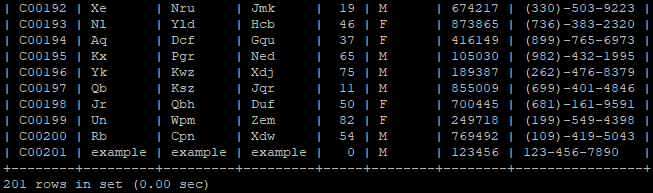 | C00192 | Xe | Nru | Jmk | 19 | M | 674217 | (330)-503-9223 |
| C00193 | Nl | Yld | Hcb | 46 | F | 873865 | (736)-383-2320 |
| C00194 | Aq | Dcf | Gqu | 37 | F | 416149 | (899)-765-6973 |
| C00195 | Kx | Pgr | Ned | 65 | M | 105030 | (982)-432-1995 |
| C00196 | Yk | Kwz | Xdj | 75 | M | 189387 | (262)-476-8379 |
| C00197 | Qb | Ksz | Jqr | 11 | M | 855009 | (699)-401-4846 |
| C00198 | Jr | Qbh | Duf | 50 | F | 700445 | (681)-161-9591 |
| C00199 | Un | Wpm | Zem | 82 | F | 249718 | (199)-549-4398 |
| C00200 | Rb | Cpn | Xdw | 54 | M | 769492 | (109)-419-5043 |
| C00201 | example | example | example | 0 | M | 123456 | 123-456-7890 |
+--------+---------+---------+---------+-----+--------+--------+----------------+
201 rows in set (0.00 sec)